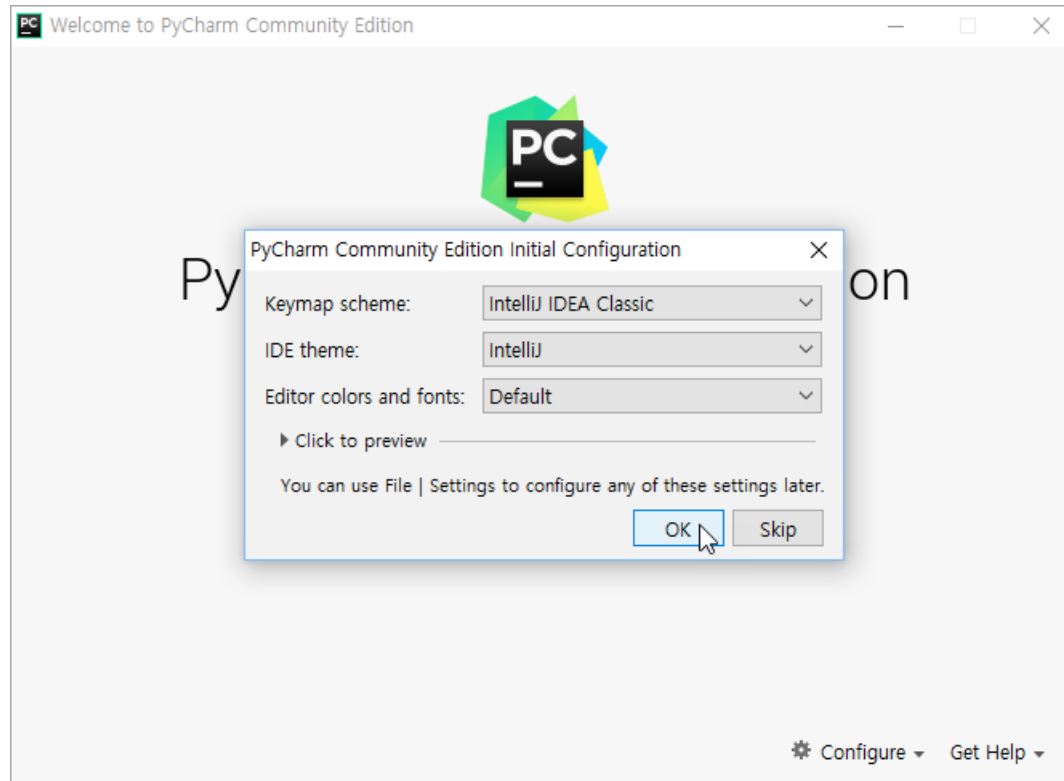 PC Welcome to PyCharm Community Edition
PC
Py on
PyCharm Community Edition Initial Configuration
Keymap scheme: IntelliJ IDEA Classic
IDE theme: IntelliJ
Editor colors and fonts: Default
Click to preview
You can use File | Settings to configure any of these settings later.
OK Skip
Configure Get Help